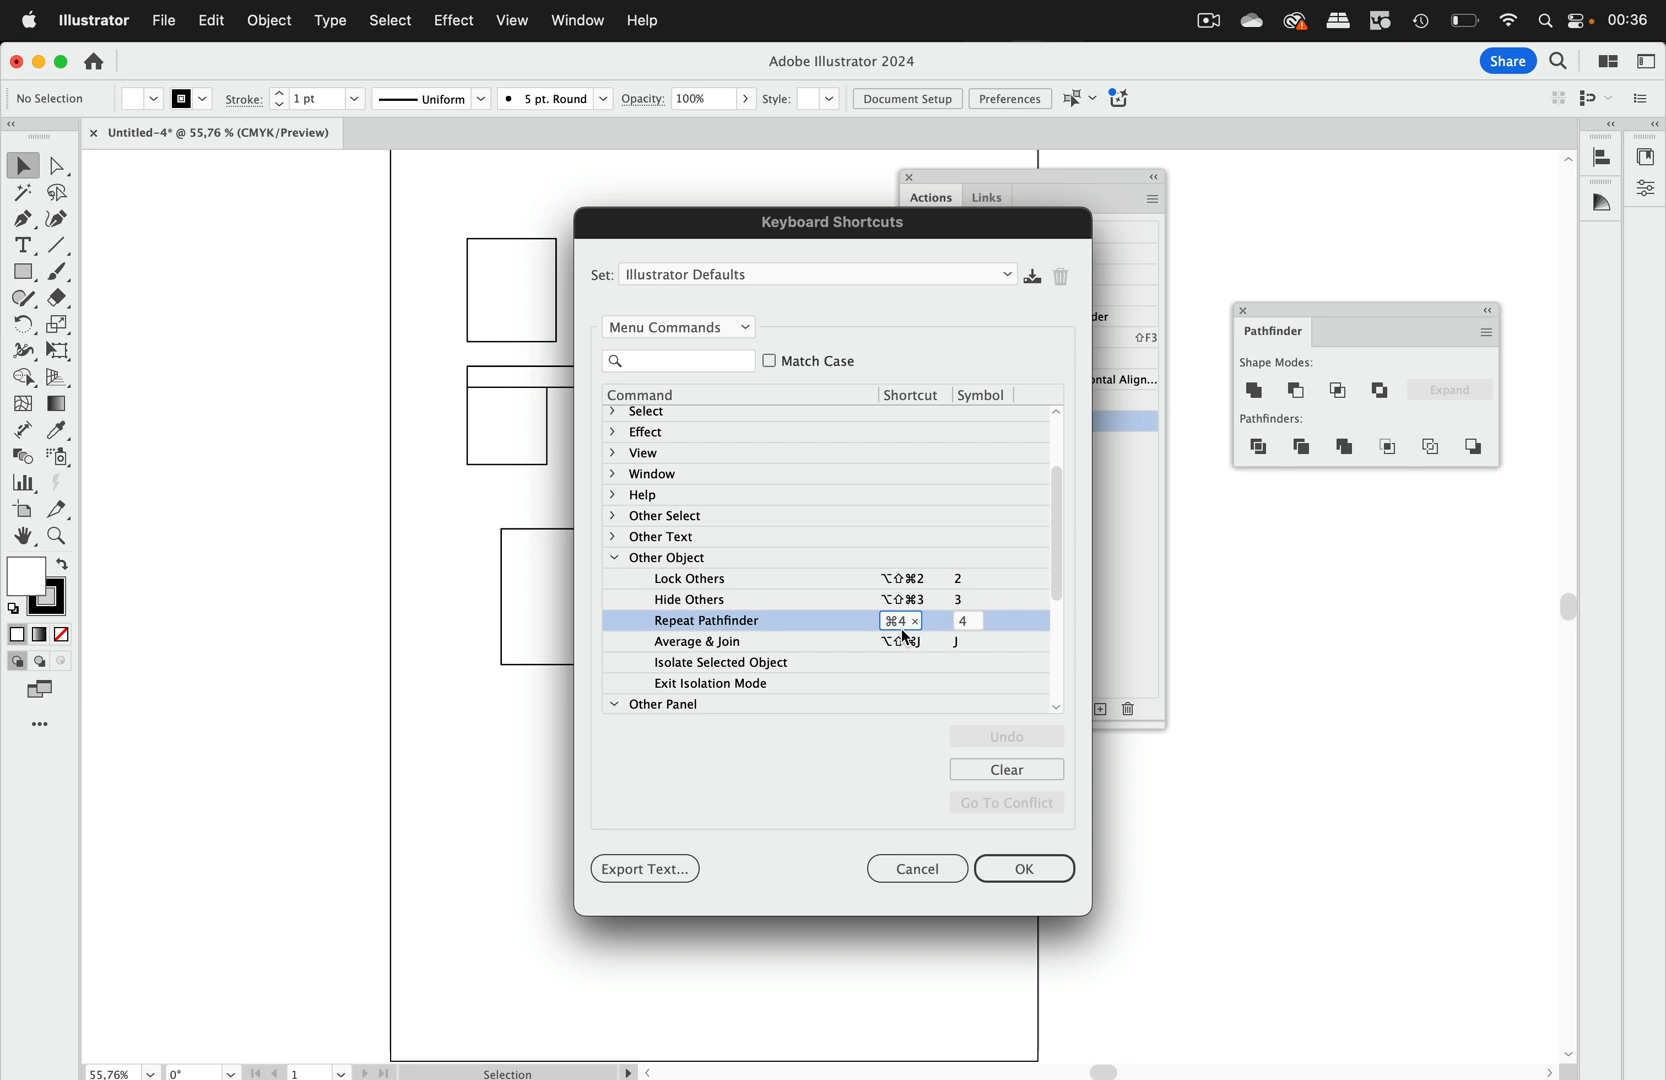 Illustrator File Edit Object Type Select Effect View Window Help 00:36
Adobe Illustrator 2024 Share
No Selection Stroke: 1 pt Uniform 5 pt. Round Opacity: 100% Style: Document Setup Preferences
× Untitled-4* @ 55,76 % (CMYK/Preview)
Actions Links
Keyboard Shortcuts
Set: Illustrator Defaults
Menu Commands
Match Case
Command Shortcut Symbol
Select
Effect
View
Window
Help
Other Select
Other Text
Other Object
Lock Others ⌥⇧⌘2 2
Hide Others ⌥⇧⌘3 3
Repeat Pathfinder ⌘4 × 4
Average & Join ⌥⇧⌘J J
Isolate Selected Object
Exit Isolation Mode
Other Panel
Undo
Clear
Go To Conflict
Export Text... Cancel OK
der
⇧F3
ontal Align...
Pathfinder
Shape Modes:
Expand
Pathfinders:
55,76% 0° 1 Selection